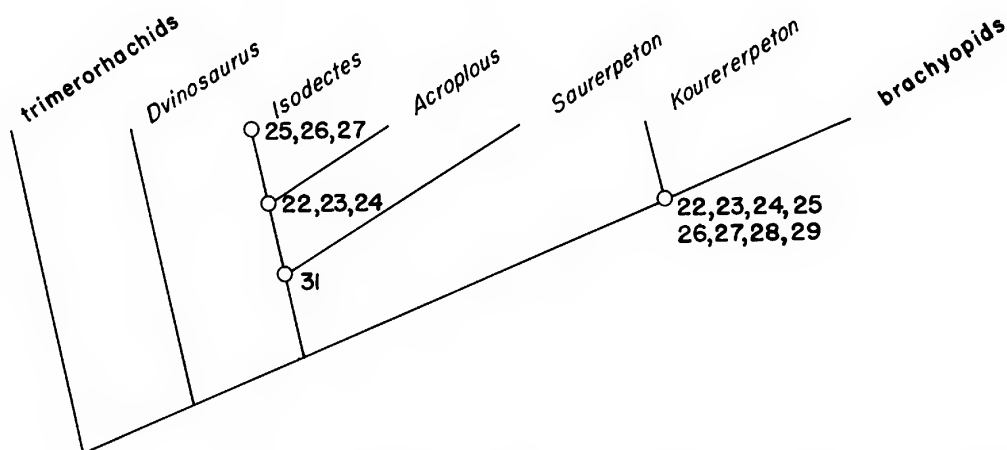 trimerorhachids
Dvinosaurus
Isodectes
Acroplous
Saurerpeton
Kourererpeton
brachyopids
25,26,27
22,23,24
31
22,23,24,25
26,27,28,29